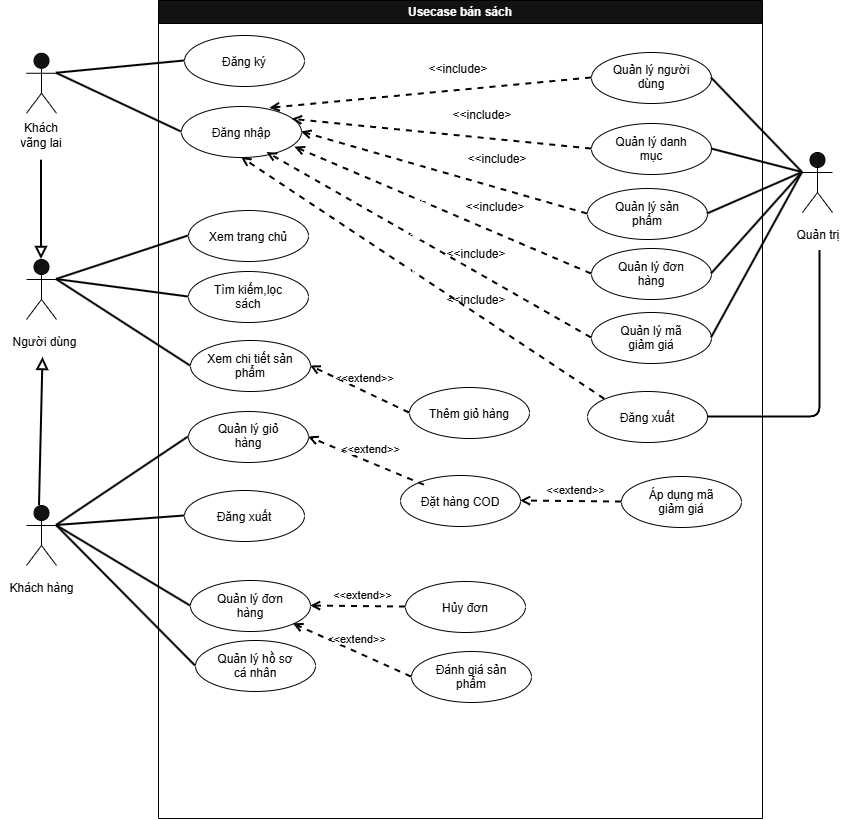 Usecase bán sách
Đăng ký
<<include>
Quản lý người
dùng
Khách
vãng lai
Đăng nhập
<<include>
Quản lý danh
mục
<<include>
Quản trị
Quản lý sản
phẩm
<<include>
Xem trang chủ
<<include>
Quản lý đơn
hàng
Người dùng
Tìm kiếm,lọc
sách
<<include>
Quản lý mã
giảm giá
Xem chi tiết sản
phẩm
<<extend>>
Thêm giỏ hàng
Đăng xuất
Quản lý giỏ
hàng
<<extend>>
Đặt hàng COD
<<extend>>
Áp dụng mã
giảm giá
Đăng xuất
Khách hàng
Quản lý đơn
hàng
<<extend>>
Hủy đơn
<<extend>>
Quản lý hồ sơ
cá nhân
Đánh giá sản
phẩm